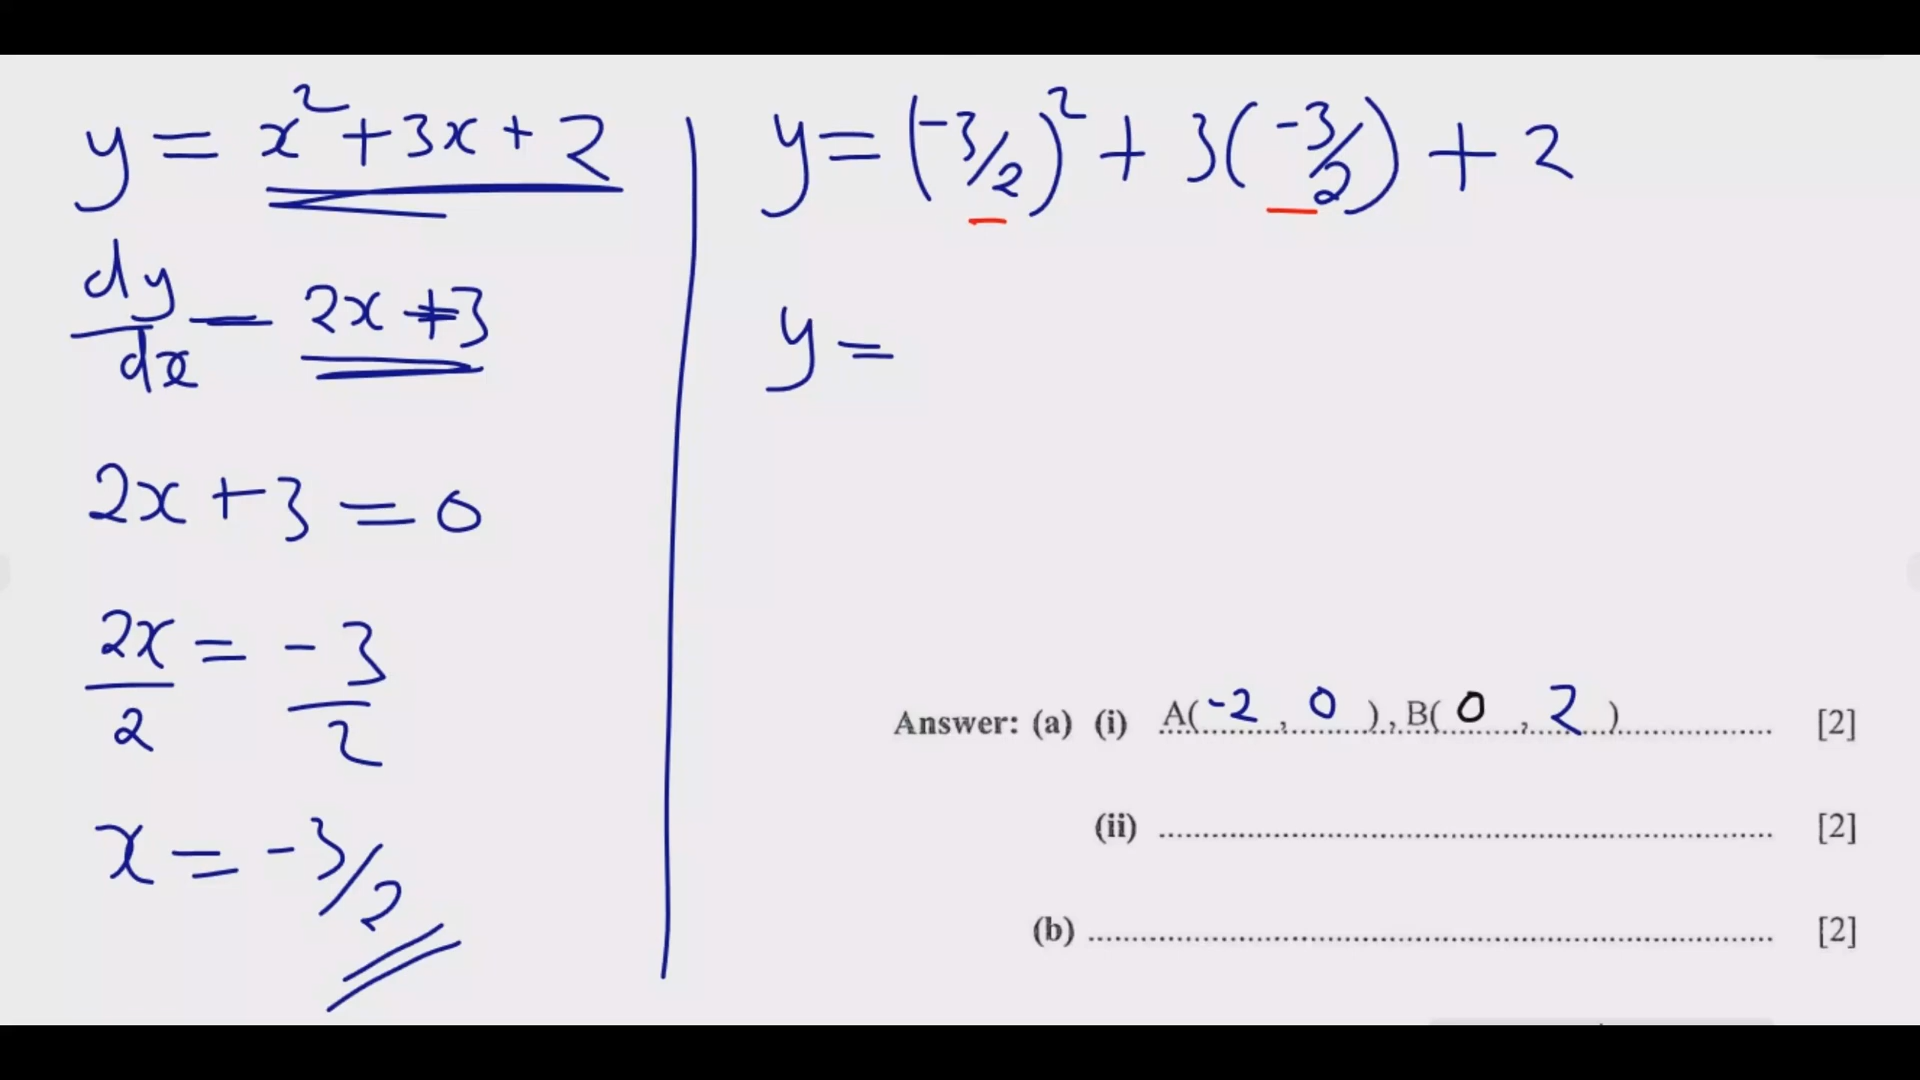 y = x² + 3x + 2
dy/dx = 2x + 3
2x + 3 = 0
2x/2 = -3/2
x = -3/2
y = (-3/2)² + 3(-3/2) + 2
y =
Answer: (a) (i) A(-2, 0), B(0, 2) [2]
(ii) [2]
(b) [2]